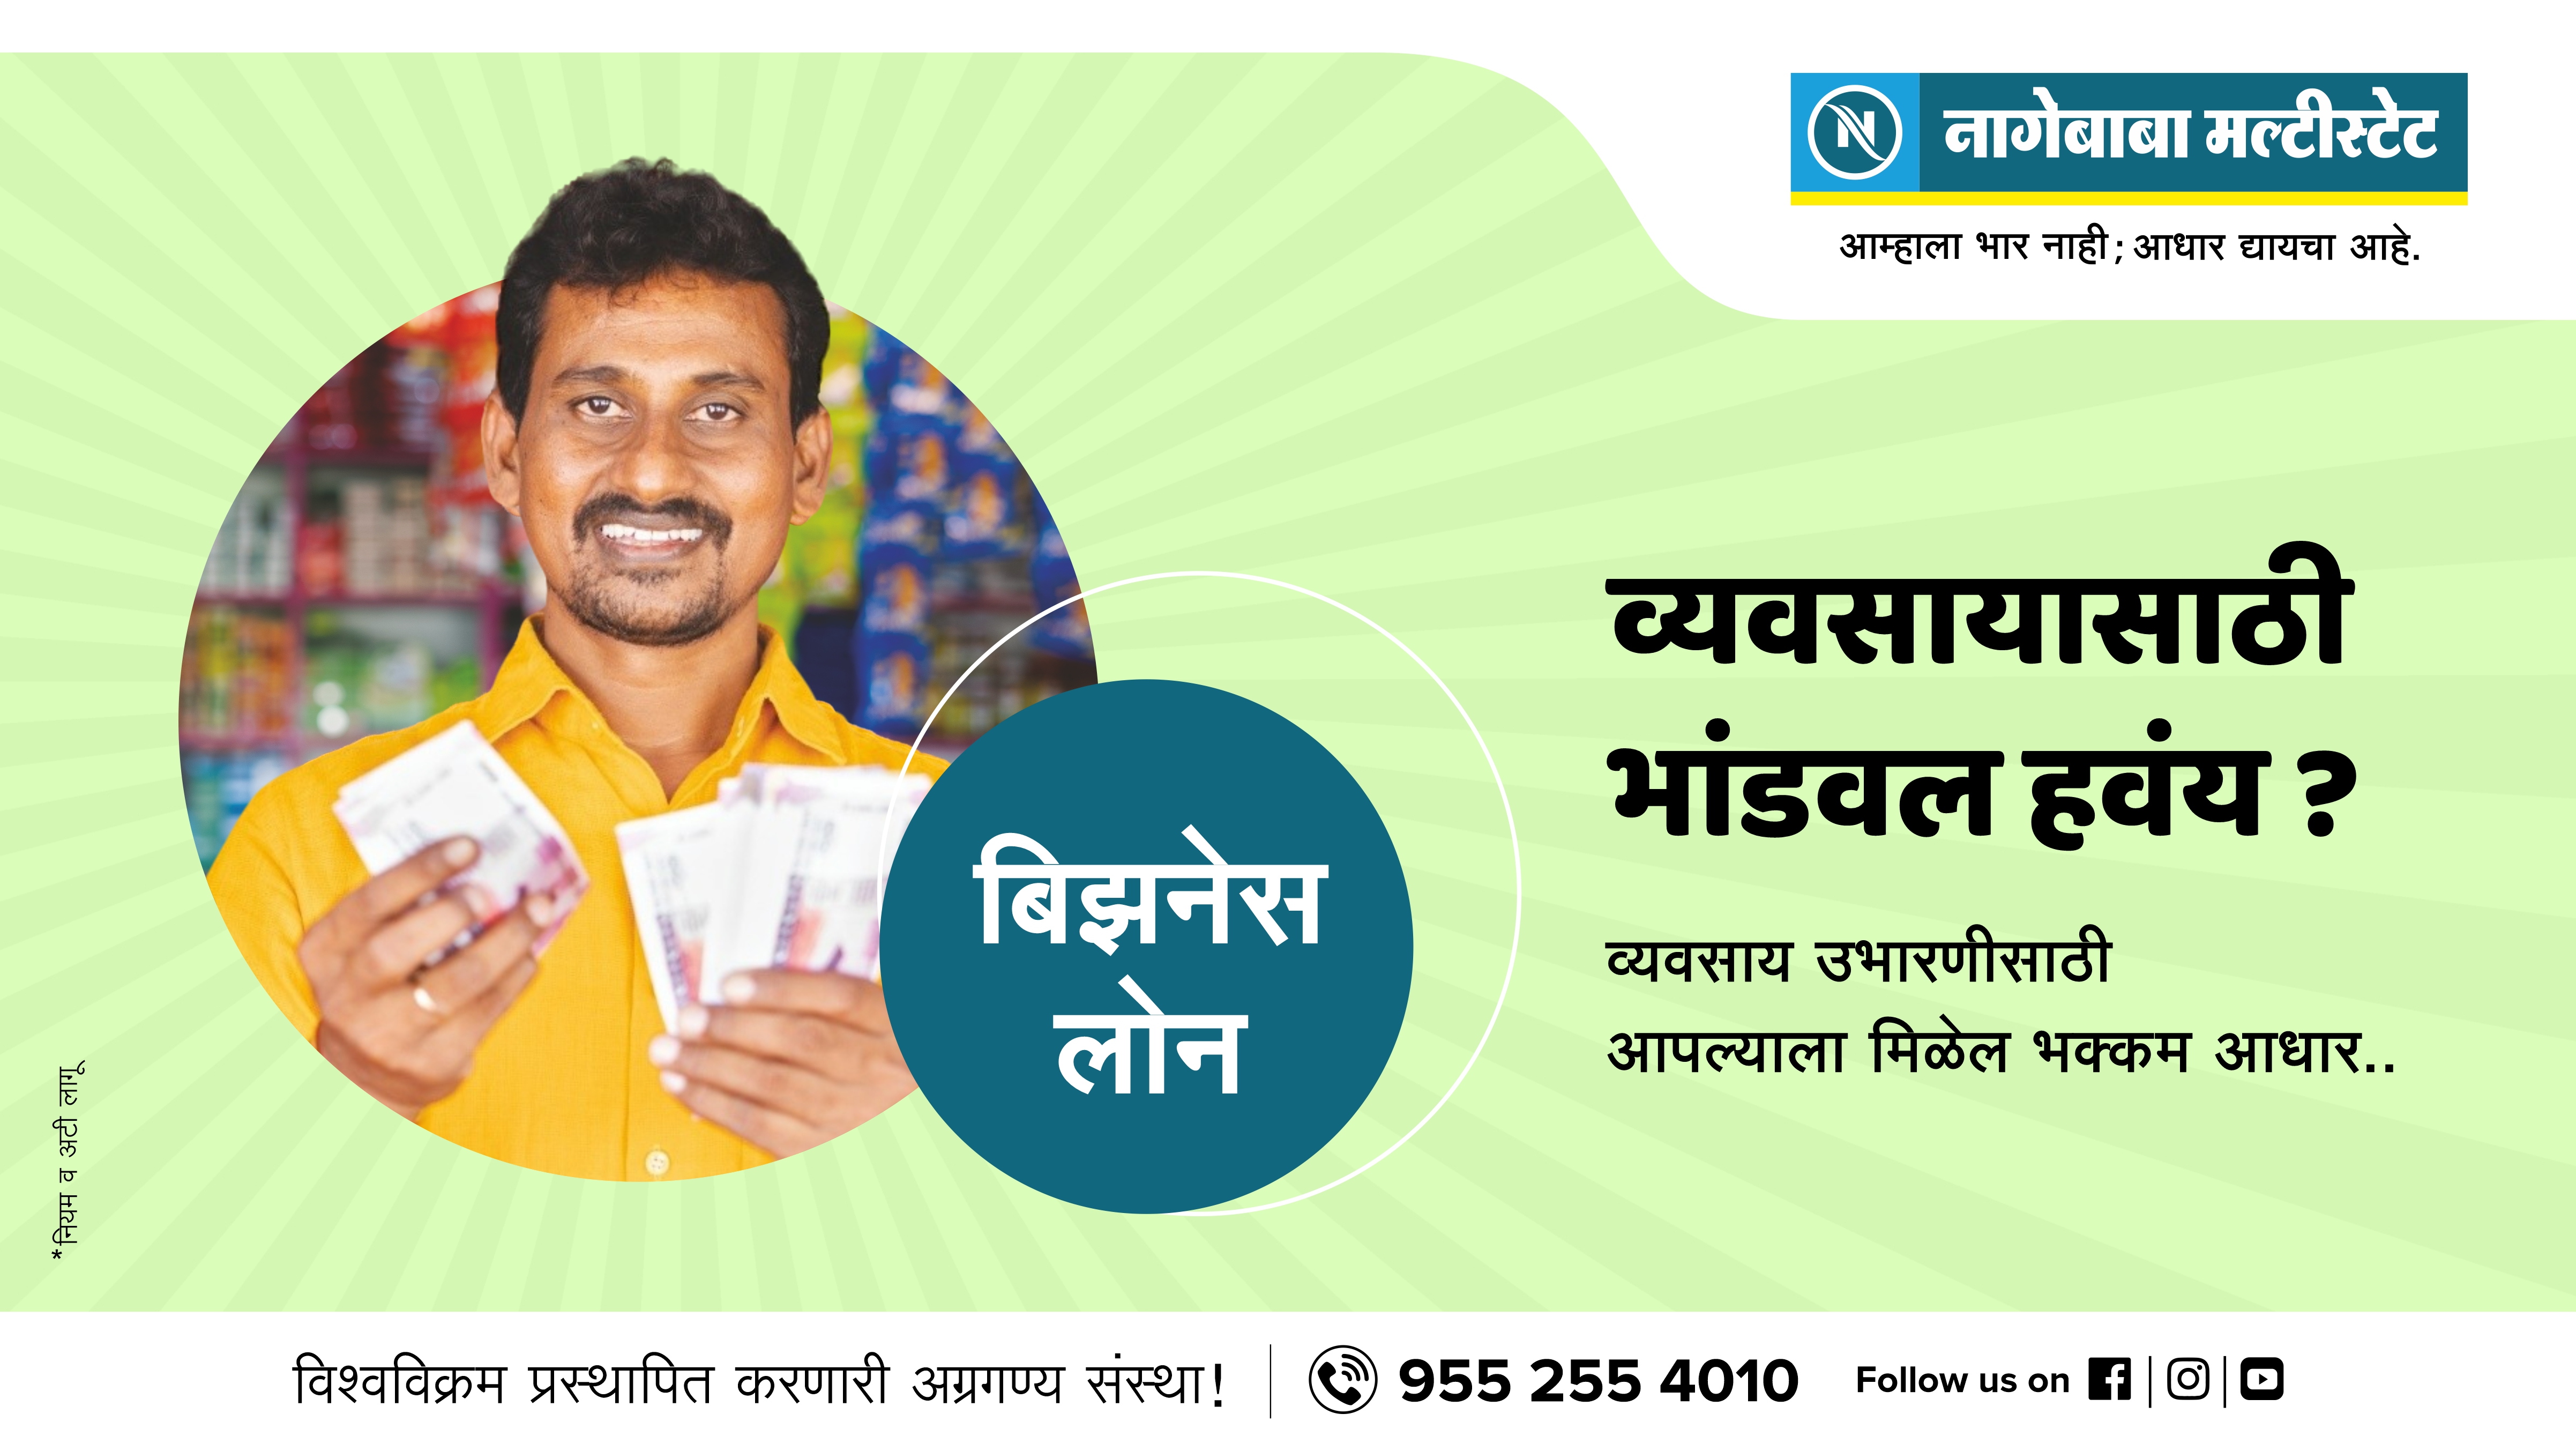 नागेबाबा मल्टीस्टेट
आम्हाला भार नाही; आधार द्यायचा आहे.
व्यवसायासाठी
भांडवल हवंय ?
व्यवसाय उभारणीसाठी
आपल्याला मिळेल भक्कम आधार..
बिझनेस
लोन
*नियम व अटी लागू
विश्वविक्रम प्रस्थापित करणारी अग्रगण्य संस्था!
955 255 4010
Follow us on